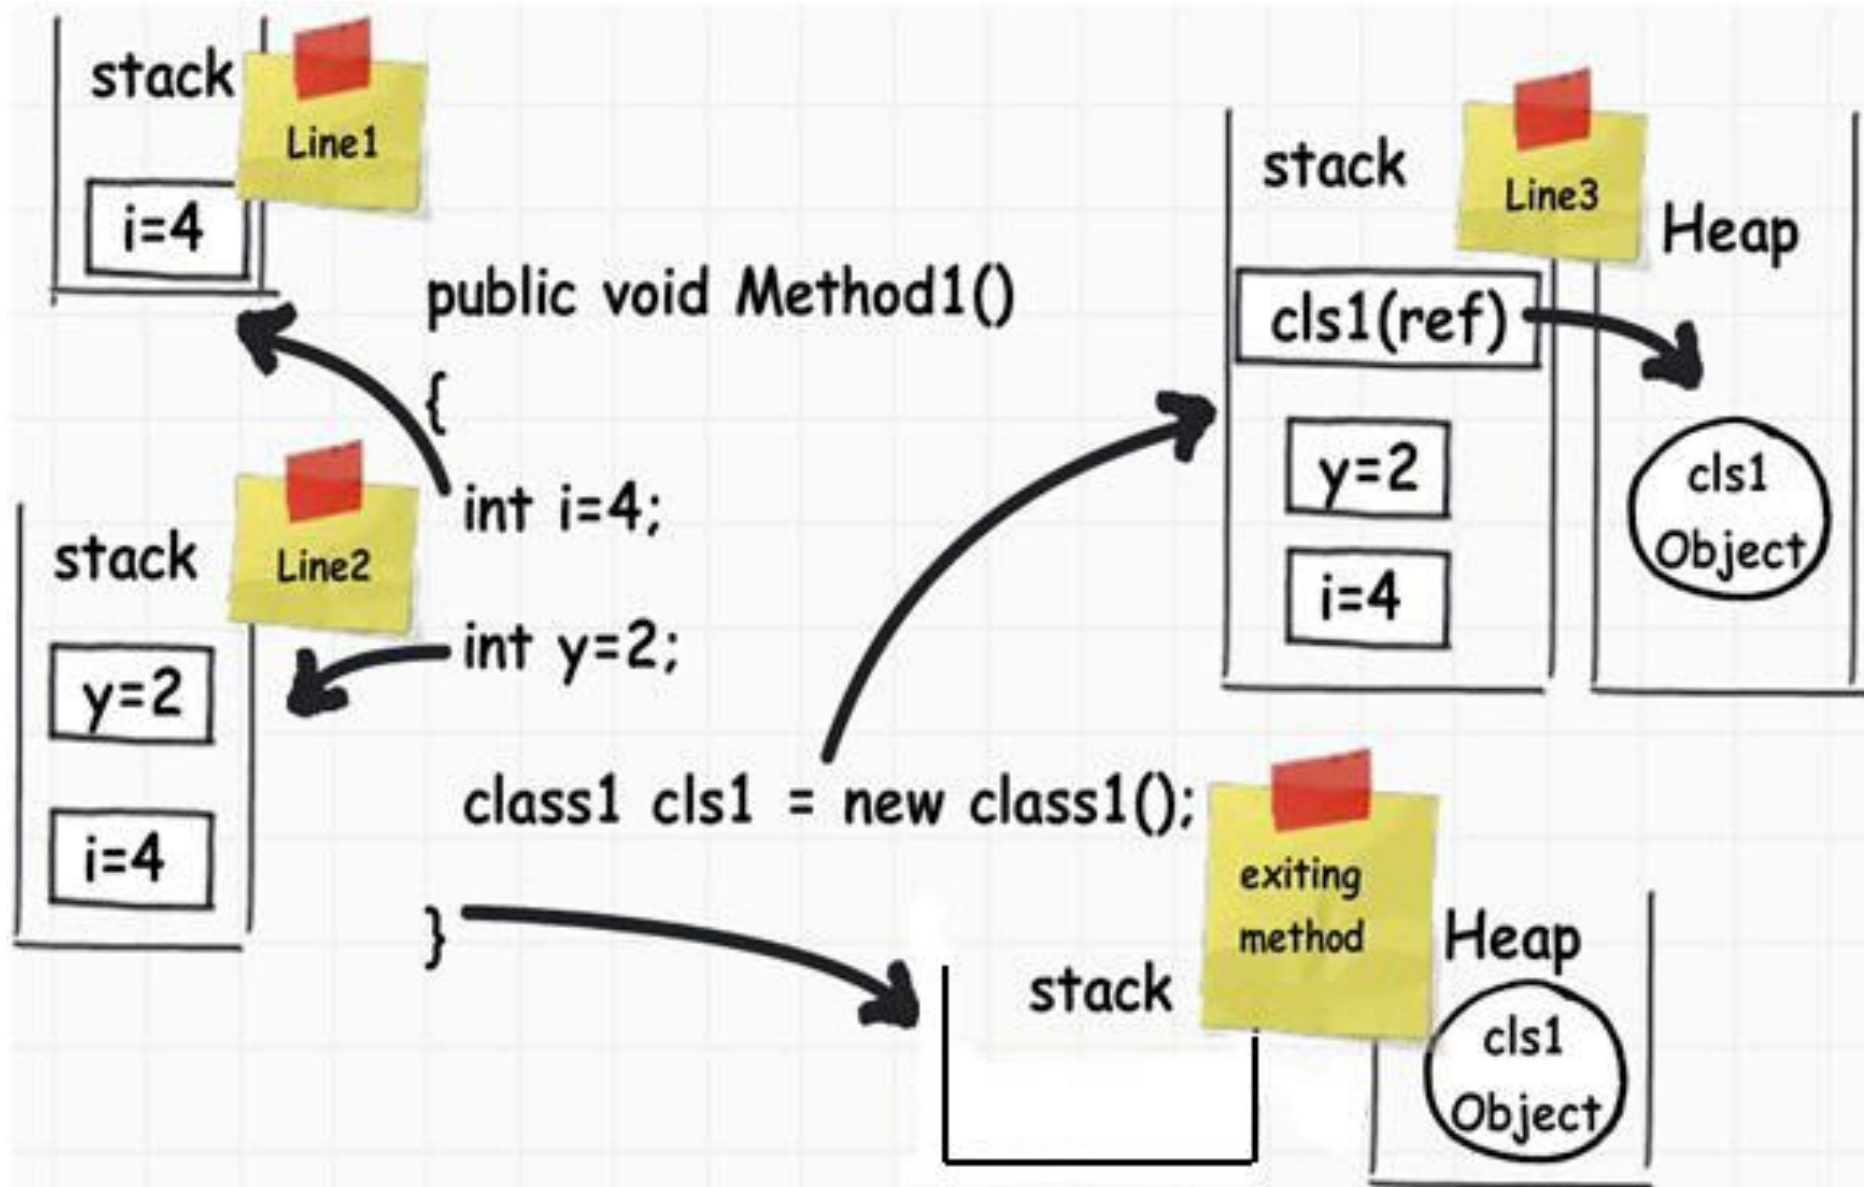 stack
Line1
i=4
public void Method1()
{
int i=4;
int y=2;
class1 cls1 = new class1();
}
stack
Line2
y=2
i=4
stack
Line3
Heap
cls1(ref)
y=2
i=4
cls1
Object
exiting
method
stack
Heap
cls1
Object